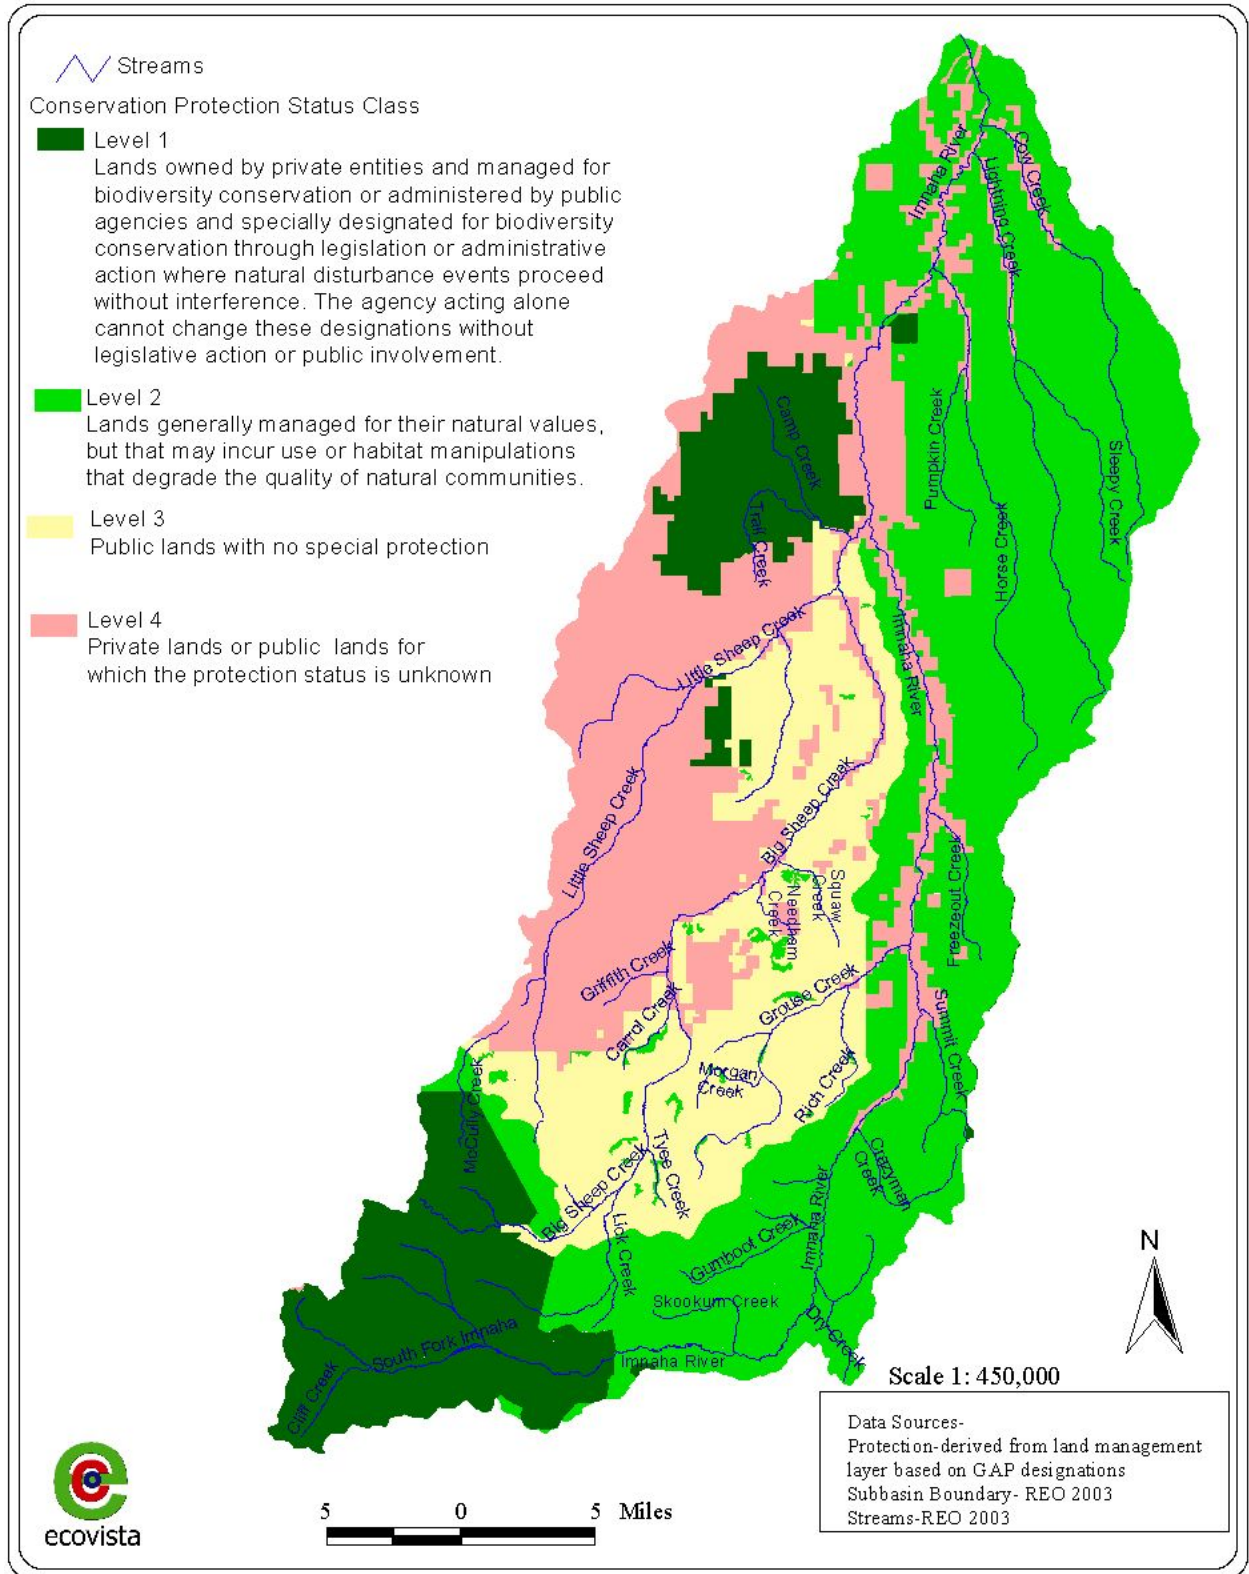 Streams
Conservation Protection Status Class
Level 1
Lands owned by private entities and managed for
biodiversity conservation or administered by public
agencies and specially designated for biodiversity
conservation through legislation or administrative
action where natural disturbance events proceed
without interference. The agency acting alone
cannot change these designations without
legislative action or public involvement.
Level 2
Lands generally managed for their natural values,
but that may incur use or habitat manipulations
that degrade the quality of natural communities.
Level 3
Public lands with no special protection
Level 4
Private lands or public lands for
which the protection status is unknown
Imnaha River
Cow Creek
Lightning Creek
Camp Creek
Trail Creek
Pumpkin Creek
Sleepy Creek
Horse Creek
Little Sheep Creek
Imnaha River
Little Sheep Creek
Big Sheep Creek
Squaw
Creek
Needham
Creek
Freezeout Creek
Griffith Creek
Carrol Creek
Grouse Creek
Summit Creek
Morgan
Creek
Rich Creek
McCully Creek
Tyee Creek
Big Sheep Creek
Crazyman
Creek
Lick Creek
Gumboot Creek
Imnaha River
Skookum Creek
Dry Creek
South Fork Imnaha
Imnaha River
Cliff Creek
N
Scale 1: 450,000
Data Sources-
Protection-derived from land management
layer based on GAP designations
Subbasin Boundary- REO 2003
Streams-REO 2003
ecovista
5 0 5 Miles